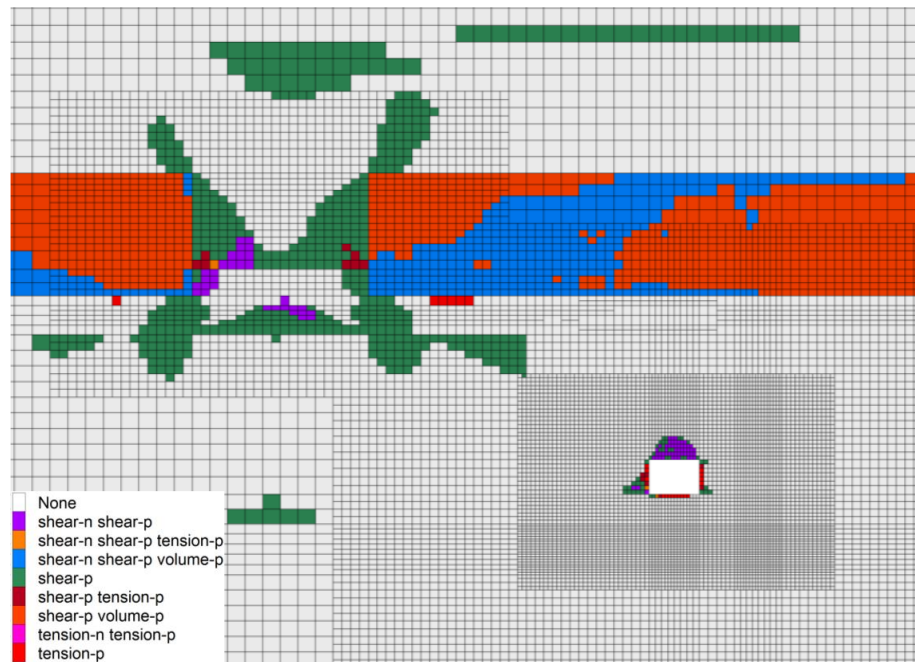 None
shear-n shear-p
shear-n shear-p tension-p
shear-n shear-p volume-p
shear-p
shear-p tension-p
shear-p volume-p
tension-n tension-p
tension-p